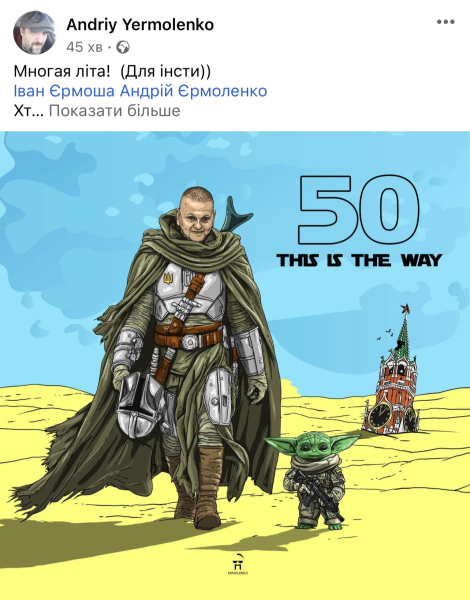 Andriy Yermolenko
45 хв ·
Многая літа!  (Для інсти))
Іван Єрмоша Андрій Єрмоленко
Хт... Показати більше
50
THIS IS THE WAY
ERMOLENKO